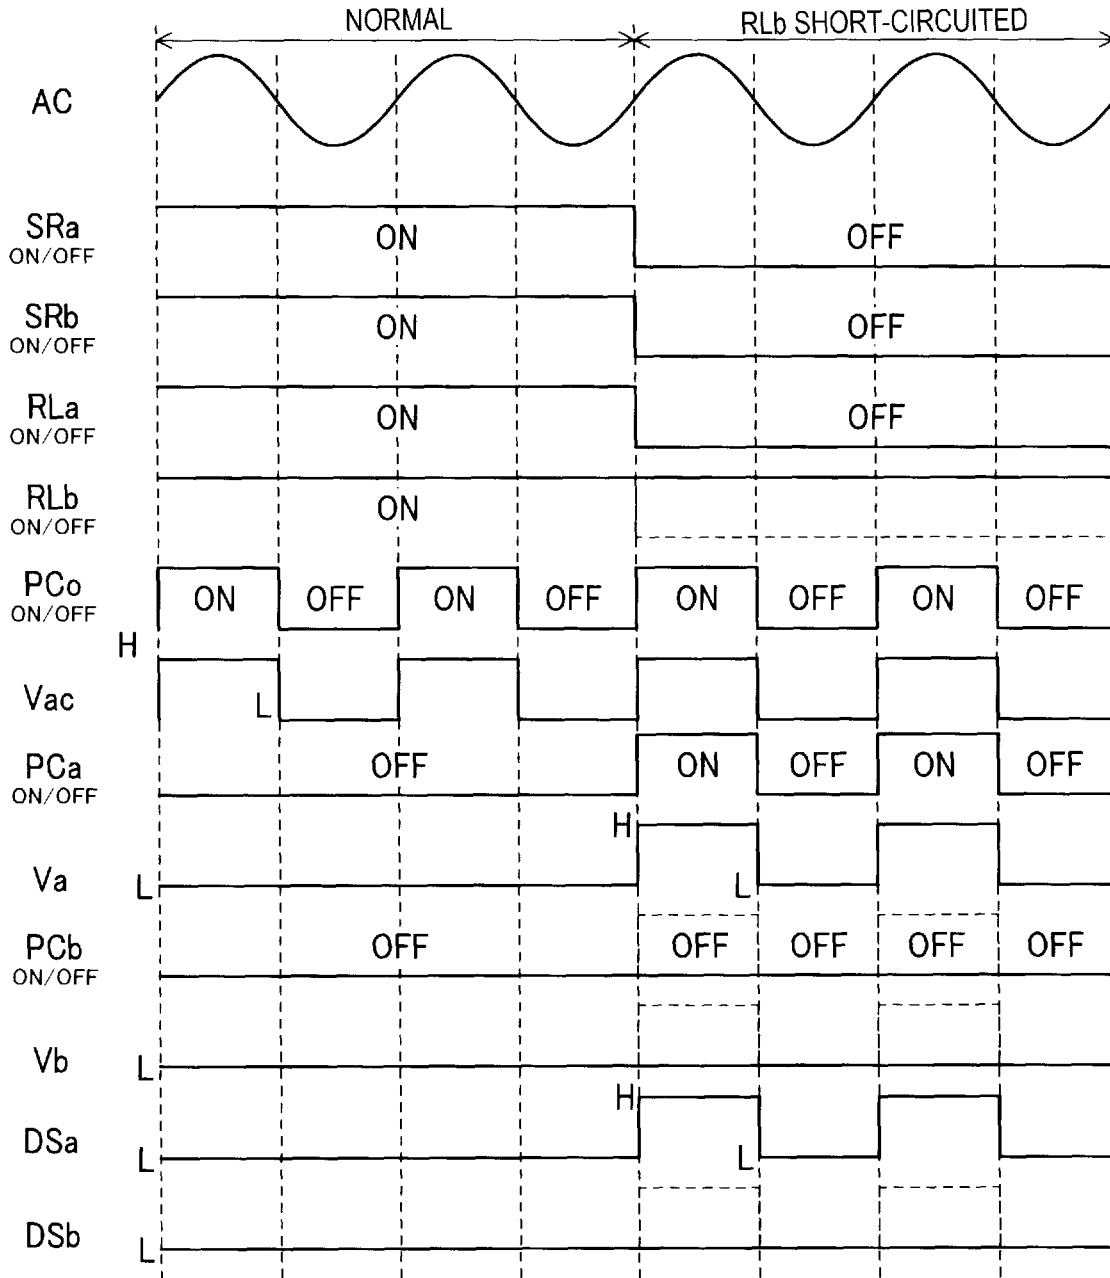 NORMAL RLb SHORT-CIRCUITED
AC
SRa
ON/OFF
ON OFF
SRb
ON/OFF
ON OFF
RLa
ON/OFF
ON OFF
RLb
ON/OFF
ON
PCo
ON/OFF
ON OFF ON OFF ON OFF ON OFF
H
Vac L
PCa
ON/OFF
OFF ON OFF ON OFF
H
Va L L
PCb
ON/OFF
OFF OFF OFF OFF OFF
Vb L
H
DSa L L
DSb L